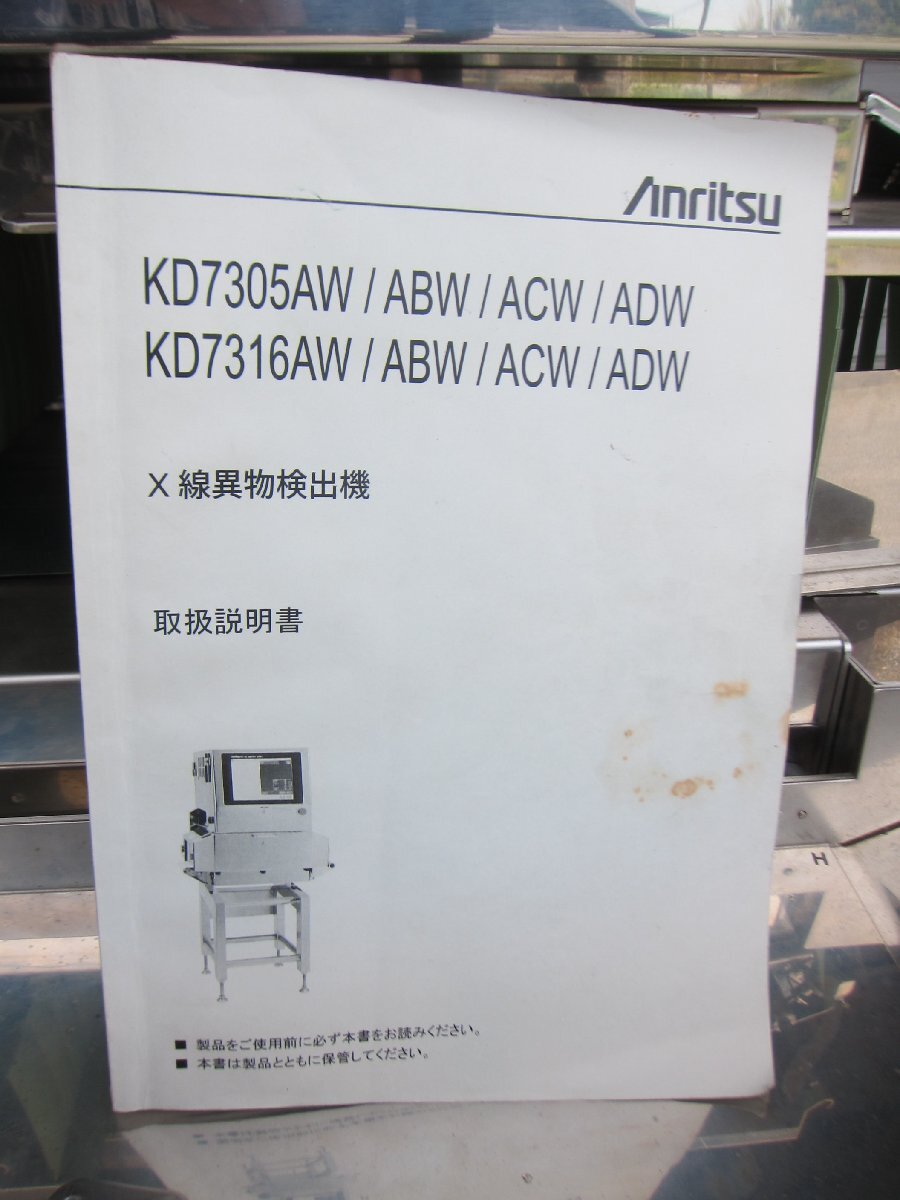 Anritsu
KD7305AW / ABW / ACW / ADW
KD7316AW / ABW / ACW / ADW
X 線異物検出機
取扱説明書
■ 製品をご使用前に必ず本書をお読みください。
■ 本書は製品とともに保管してください。
H